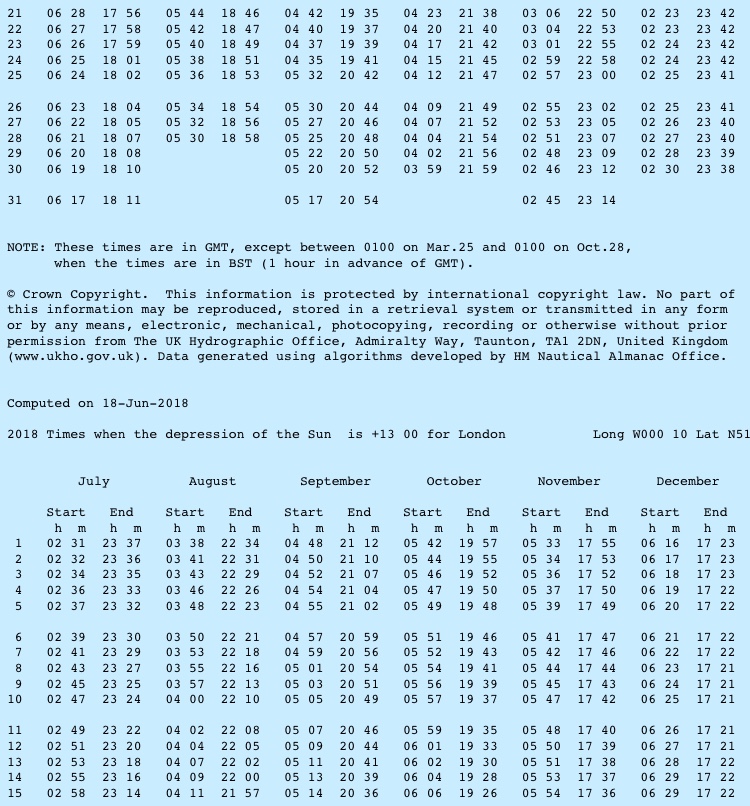 21 06 28 17 56 05 44 18 46 04 42 19 35 04 23 21 38 03 06 22 50 02 23 23 42
22 06 27 17 58 05 42 18 47 04 40 19 37 04 20 21 40 03 04 22 53 02 23 23 42
23 06 26 17 59 05 40 18 49 04 37 19 39 04 17 21 42 03 01 22 55 02 24 23 42
24 06 25 18 01 05 38 18 51 04 35 19 41 04 15 21 45 02 59 22 58 02 24 23 42
25 06 24 18 02 05 36 18 53 05 32 20 42 04 12 21 47 02 57 23 00 02 25 23 41
26 06 23 18 04 05 34 18 54 05 30 20 44 04 09 21 49 02 55 23 02 02 25 23 41
27 06 22 18 05 05 32 18 56 05 27 20 46 04 07 21 52 02 53 23 05 02 26 23 40
28 06 21 18 07 05 30 18 58 05 25 20 48 04 04 21 54 02 51 23 07 02 27 23 40
29 06 20 18 08 05 22 20 50 04 02 21 56 02 48 23 09 02 28 23 39
30 06 19 18 10 05 20 20 52 03 59 21 59 02 46 23 12 02 30 23 38
31 06 17 18 11 05 17 20 54 02 45 23 14
NOTE: These times are in GMT, except between 0100 on Mar.25 and 0100 on Oct.28,
when the times are in BST (1 hour in advance of GMT).
© Crown Copyright. This information is protected by international copyright law. No part of
this information may be reproduced, stored in a retrieval system or transmitted in any form
or by any means, electronic, mechanical, photocopying, recording or otherwise without prior
permission from The UK Hydrographic Office, Admiralty Way, Taunton, TA1 2DN, United Kingdom
(www.ukho.gov.uk). Data generated using algorithms developed by HM Nautical Almanac Office.
Computed on 18-Jun-2018
2018 Times when the depression of the Sun is +13 00 for London Long W000 10 Lat N51
July August September October November December
Start End Start End Start End Start End Start End Start End
h m h m h m h m h m h m h m h m h m h m h m h m
1 02 31 23 37 03 38 22 34 04 48 21 12 05 42 19 57 05 33 17 55 06 16 17 23
2 02 32 23 36 03 41 22 31 04 50 21 10 05 44 19 55 05 34 17 53 06 17 17 23
3 02 34 23 35 03 43 22 29 04 52 21 07 05 46 19 52 05 36 17 52 06 18 17 23
4 02 36 23 33 03 46 22 26 04 54 21 04 05 47 19 50 05 37 17 50 06 19 17 22
5 02 37 23 32 03 48 22 23 04 55 21 02 05 49 19 48 05 39 17 49 06 20 17 22
6 02 39 23 30 03 50 22 21 04 57 20 59 05 51 19 46 05 41 17 47 06 21 17 22
7 02 41 23 29 03 53 22 18 04 59 20 56 05 52 19 43 05 42 17 46 06 22 17 22
8 02 43 23 27 03 55 22 16 05 01 20 54 05 54 19 41 05 44 17 44 06 23 17 21
9 02 45 23 25 03 57 22 13 05 03 20 51 05 56 19 39 05 45 17 43 06 24 17 21
10 02 47 23 24 04 00 22 10 05 05 20 49 05 57 19 37 05 47 17 42 06 25 17 21
11 02 49 23 22 04 02 22 08 05 07 20 46 05 59 19 35 05 48 17 40 06 26 17 21
12 02 51 23 20 04 04 22 05 05 09 20 44 06 01 19 33 05 50 17 39 06 27 17 21
13 02 53 23 18 04 07 22 02 05 11 20 41 06 02 19 30 05 51 17 38 06 28 17 22
14 02 55 23 16 04 09 22 00 05 13 20 39 06 04 19 28 05 53 17 37 06 29 17 22
15 02 58 23 14 04 11 21 57 05 14 20 36 06 06 19 26 05 54 17 36 06 29 17 22